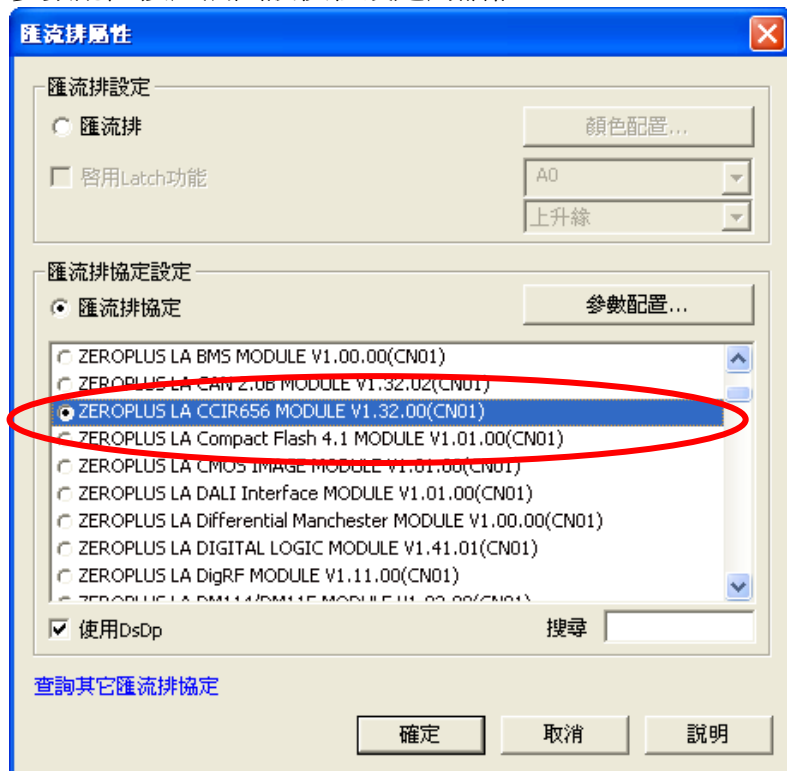 匯流排屬性
匯流排設定
匯流排
顏色配置...
啓用Latch功能
A0
上升緣
匯流排協定設定
匯流排協定
參數配置...
ZEROPLUS LA BMS MODULE V1.00.00(CN01)
ZEROPLUS LA CAN 2.0B MODULE V1.32.02(CN01)
ZEROPLUS LA CCIR656 MODULE V1.32.00(CN01)
ZEROPLUS LA Compact Flash 4.1 MODULE V1.01.00(CN01)
ZEROPLUS LA CMOS IMAGE MODULE V1.01.00(CN01)
ZEROPLUS LA DALI Interface MODULE V1.01.00(CN01)
ZEROPLUS LA Differential Manchester MODULE V1.00.00(CN01)
ZEROPLUS LA DIGITAL LOGIC MODULE V1.41.01(CN01)
ZEROPLUS LA DigRF MODULE V1.11.00(CN01)
ZEROPLUS LA
使用DsDp
搜尋
查詢其它匯流排協定
確定
取消
説明